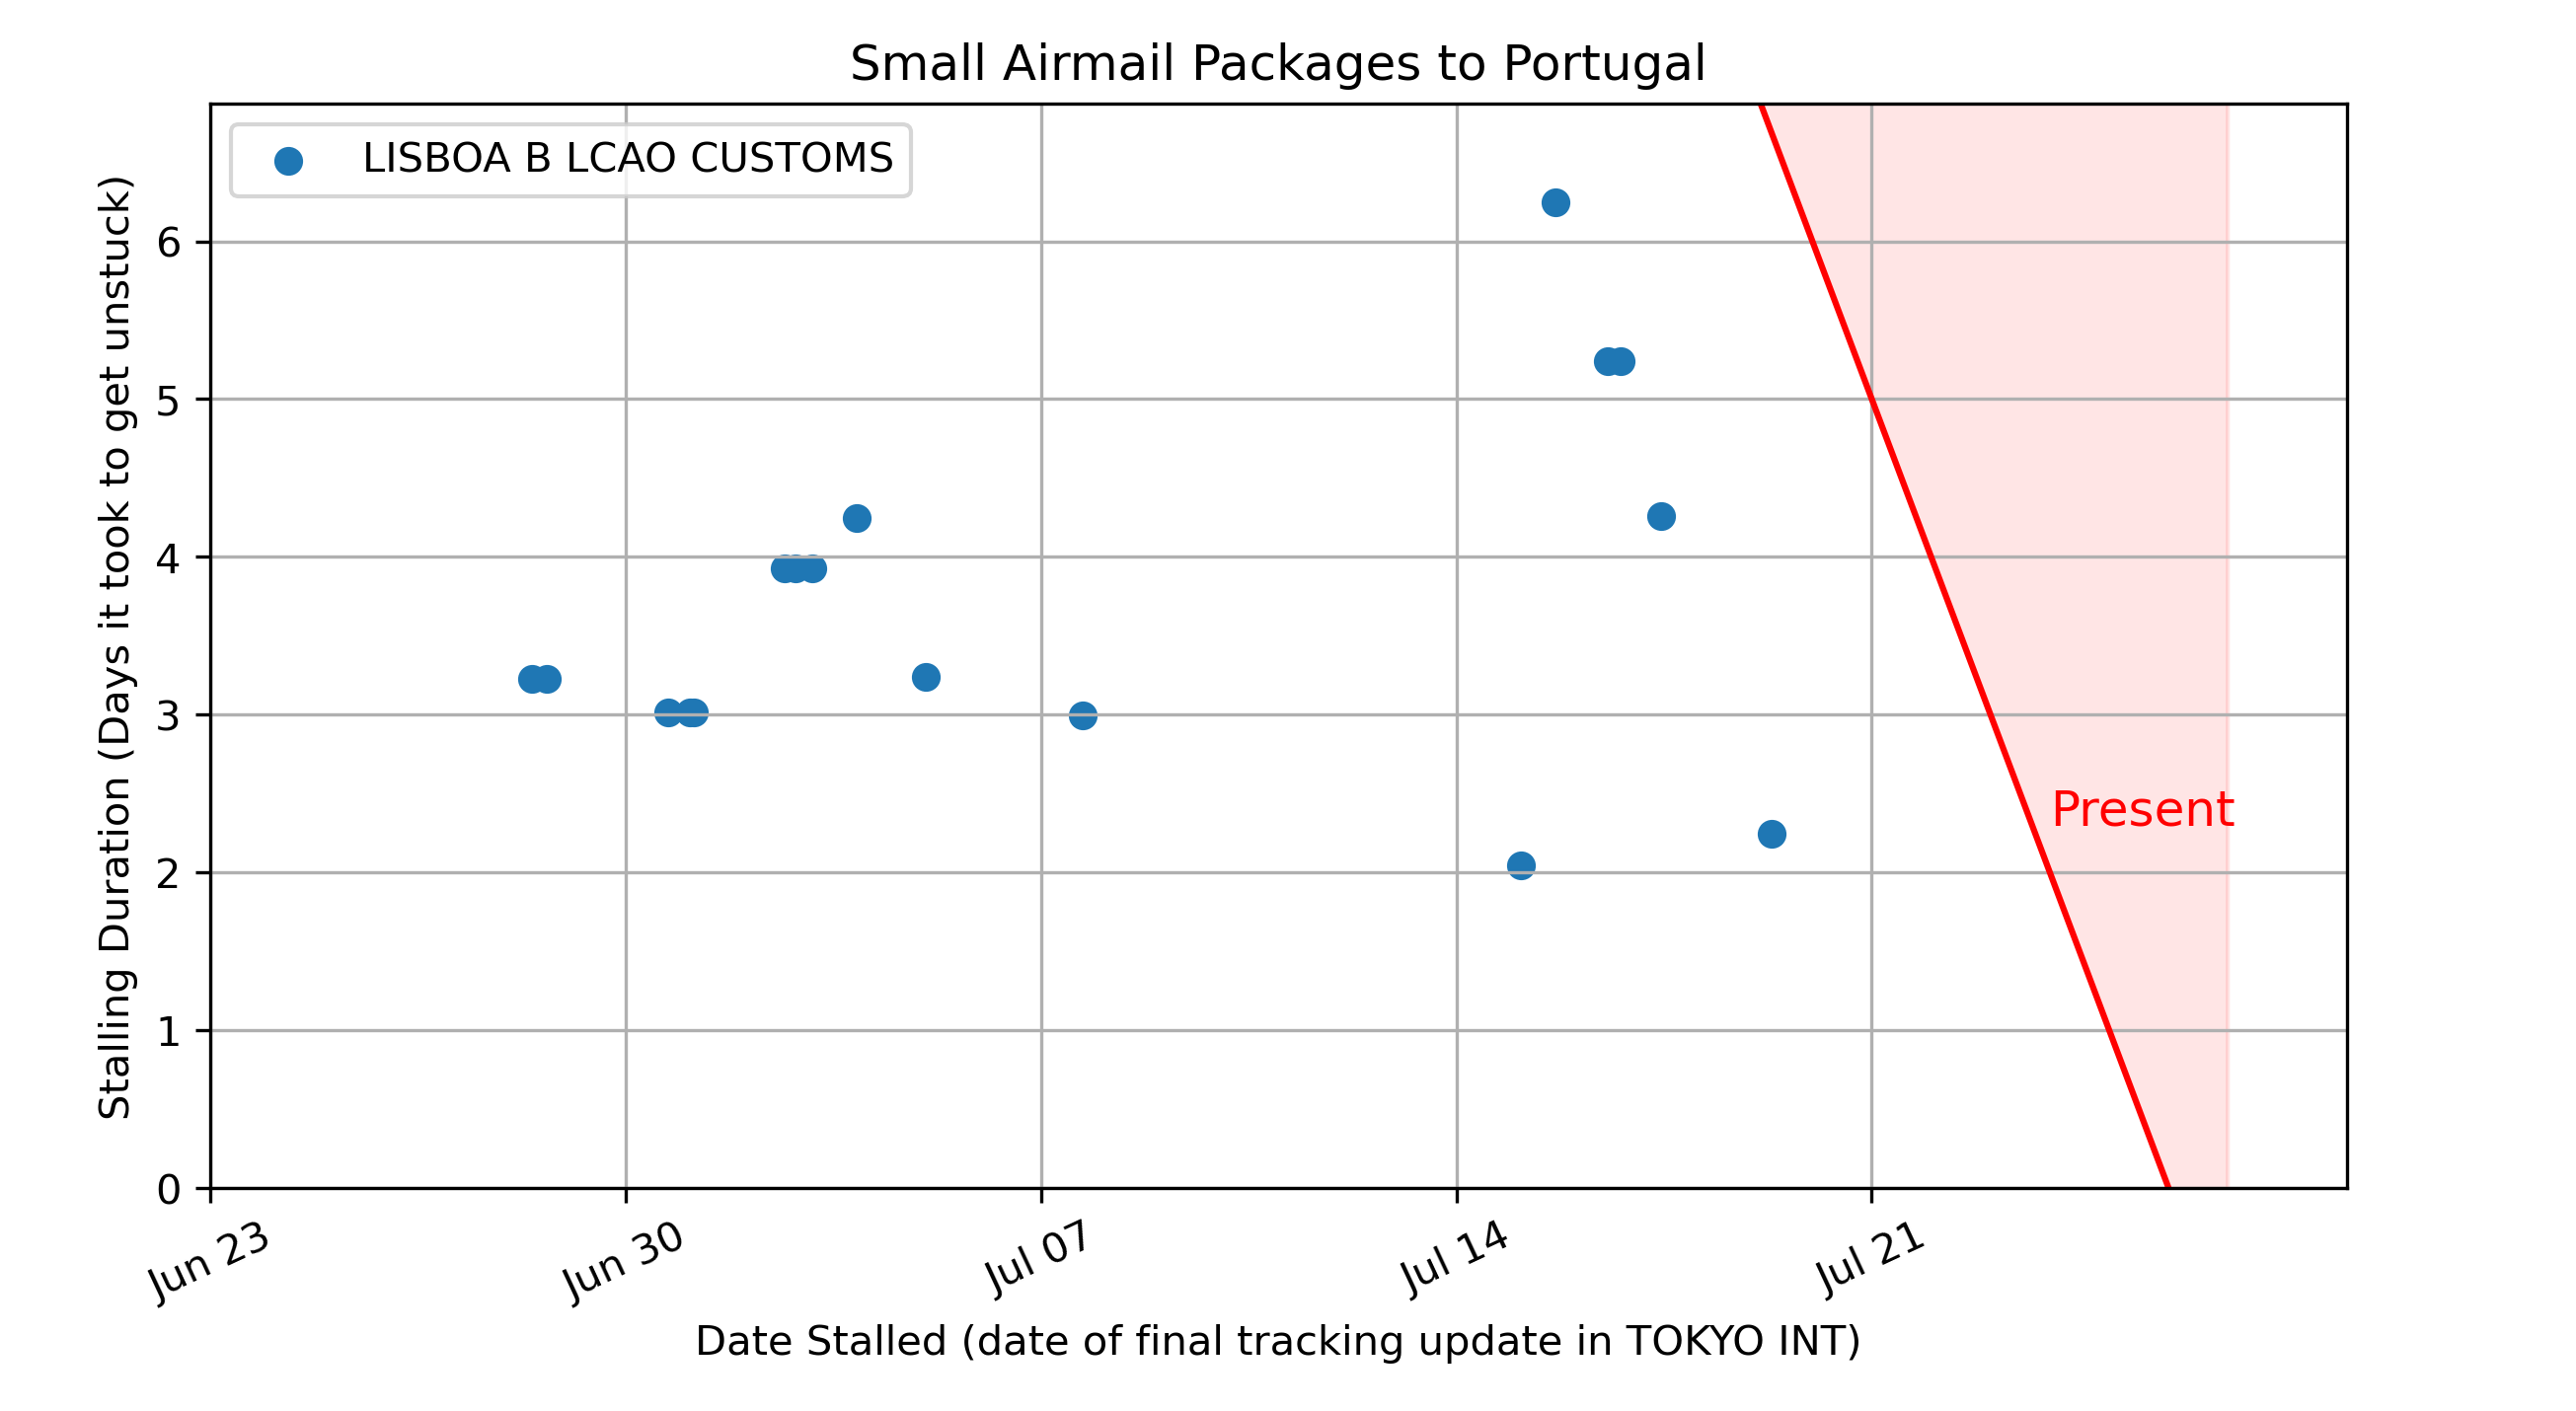 Small Airmail Packages to Portugal
LISBOA B LCAO CUSTOMS
Stalling Duration (Days it took to get unstuck)
6
5
4
3
2
1
0
Present
Jun 23
Jun 30
Jul 07
Jul 14
Jul 21
Date Stalled (date of final tracking update in TOKYO INT)